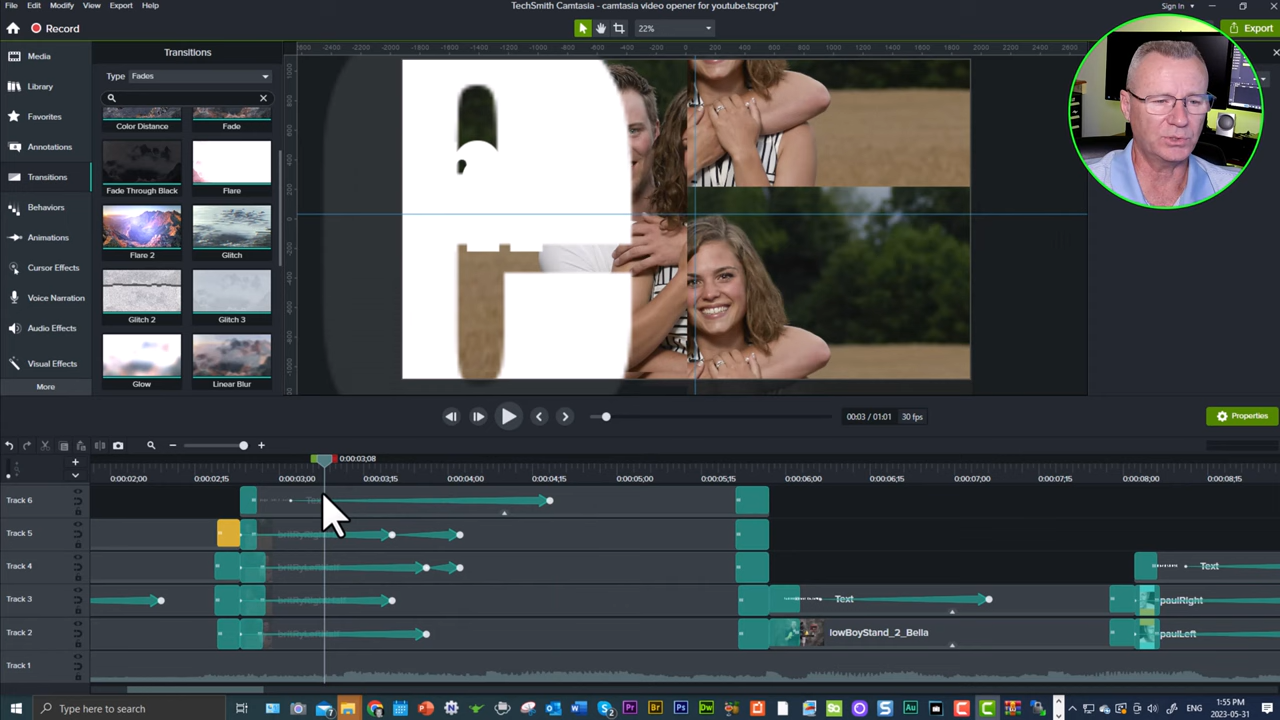 TechSmith Camtasia - camtasia video opener for youtube.tscproj*
File Edit Modify View Export Help
Sign In
Record
22%
Export
Media
Library
Favorites
Annotations
Transitions
Behaviors
Animations
Cursor Effects
Voice Narration
Audio Effects
Visual Effects
More
Transitions
Type Fades
Color Distance Fade
Fade Through Black Flare
Flare 2 Glitch
Glitch 2 Glitch 3
Glow Linear Blur
00:03 / 01:01 30 fps
Properties
0:00:03;08
0:00:02;00 0:00:02;15 0:00:03;00 0:00:03;15 0:00:04;00 0:00:04;15 0:00:05;00 0:00:05;15 0:00:06;00 0:00:06;15 0:00:07;00 0:00:07;15 0:00:08;00 0:00:08;15
Track 6
Track 5
Track 4 Text
Track 3 Text paulRight
Track 2 lowBoyStand_2_Bella paulLeft
Track 1
Type here to search
ENG
1:55 PM
2023-05-31